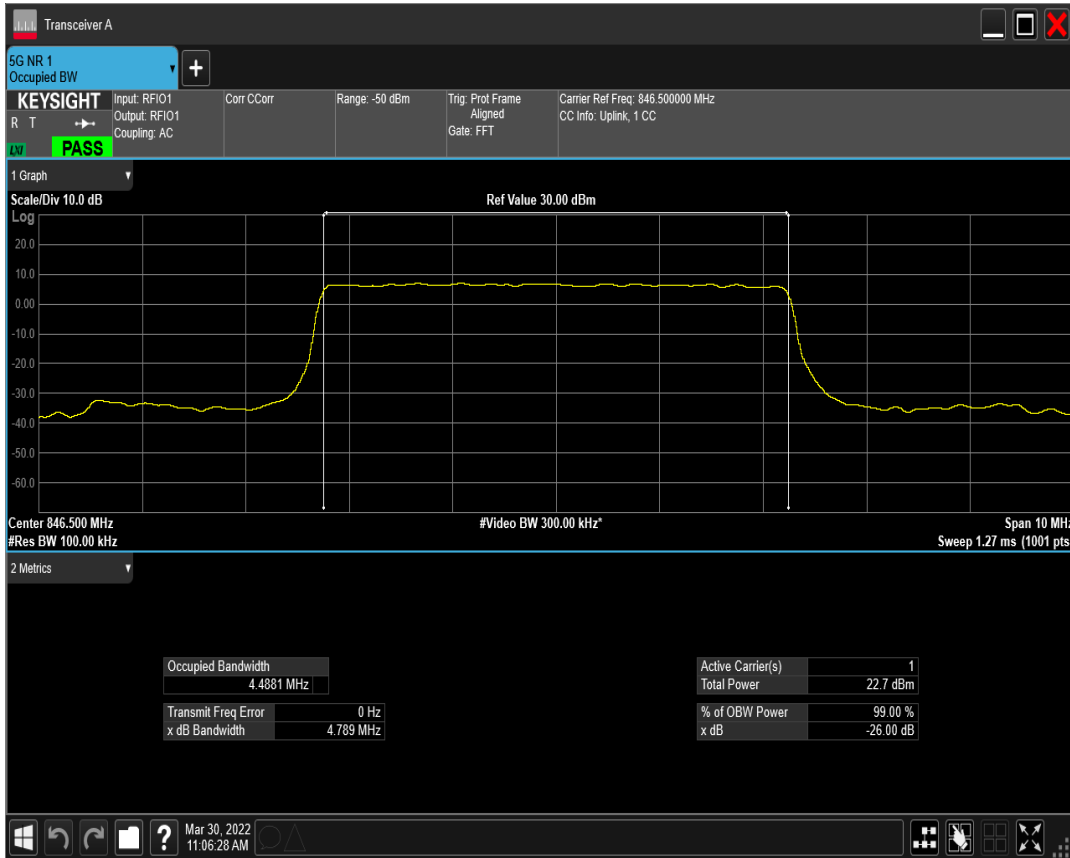 Transceiver A
5G NR 1
Occupied BW
+
KEYSIGHT
R T
LXI
PASS
Input: RFIO1
Output: RFIO1
Coupling: AC
Corr CCorr
Range: -50 dBm
Trig: Prot Frame
Aligned
Gate: FFT
Carrier Ref Freq: 846.500000 MHz
CC Info: Uplink, 1 CC
1 Graph
Scale/Div 10.0 dB
Ref Value 30.00 dBm
Log
20.0
10.0
0.00
-10.0
-20.0
-30.0
-40.0
-50.0
-60.0
Center 846.500 MHz
#Video BW 300.00 kHz*
Span 10 MHz
#Res BW 100.00 kHz
Sweep 1.27 ms (1001 pts
2 Metrics
Occupied Bandwidth
4.4881 MHz
Transmit Freq Error 0 Hz
x dB Bandwidth 4.789 MHz
Active Carrier(s) 1
Total Power 22.7 dBm
% of OBW Power 99.00 %
x dB -26.00 dB
?
Mar 30, 2022
11:06:28 AM